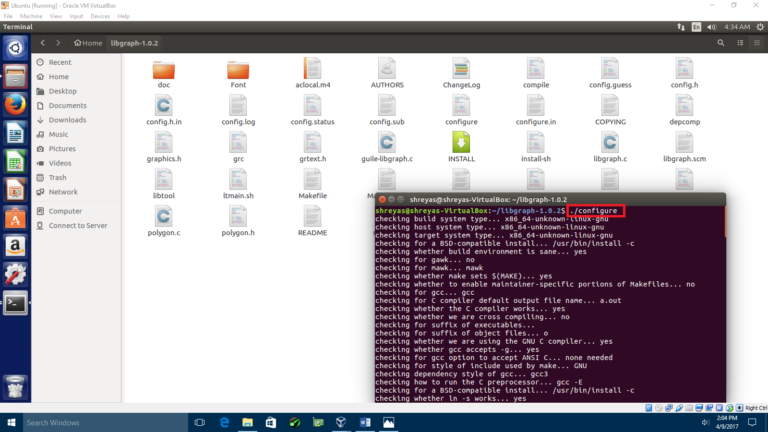 Ubuntu [Running] - Oracle VM VirtualBox
File Machine View Input Devices Help
Terminal
En
4:34 AM
Home
libgraph-1.0.2
Recent
Home
Desktop
Documents
Downloads
Music
Pictures
Videos
Trash
Network
Computer
Connect to Server
doc
Font
aclocal.m4
AUTHORS
ChangeLog
compile
config.guess
config.h
config.h.in
config.log
config.status
config.sub
configure
configure.in
COPYING
depcomp
graphics.h
grc
grtext.h
guile-libgraph.c
INSTALL
install-sh
libgraph.c
libgraph.scm
libtool
ltmain.sh
Makefile
polygon.c
polygon.h
README
shreyas@shreyas-VirtualBox: ~/libgraph-1.0.2
shreyas@shreyas-VirtualBox:~/libgraph-1.0.2$ ./configure
checking build system type... x86_64-unknown-linux-gnu
checking host system type... x86_64-unknown-linux-gnu
checking target system type... x86_64-unknown-linux-gnu
checking for a BSD-compatible install... /usr/bin/install -c
checking whether build environment is sane... yes
checking for gawk... no
checking for mawk... mawk
checking whether make sets $(MAKE)... yes
checking whether to enable maintainer-specific portions of Makefiles... no
checking for gcc... gcc
checking for C compiler default output file name... a.out
checking whether the C compiler works... yes
checking whether we are cross compiling... no
checking for suffix of executables...
checking for suffix of object files... o
checking whether we are using the GNU C compiler... yes
checking whether gcc accepts -g... yes
checking for gcc option to accept ANSI C... none needed
checking for style of include used by make... GNU
checking dependency style of gcc... gcc3
checking how to run the C preprocessor... gcc -E
checking for a BSD-compatible install... /usr/bin/install -c
checking whether ln -s works... yes
Right Ctrl
Search Windows
2:04 PM
4/9/2017